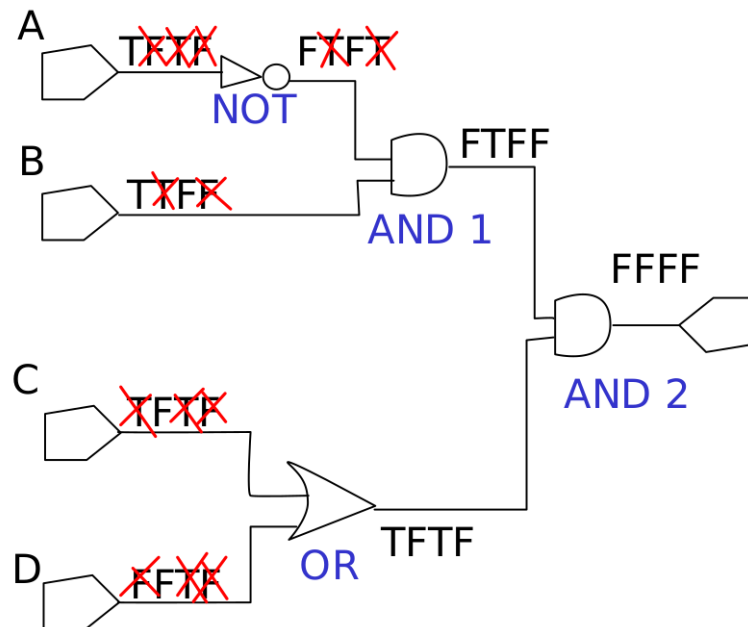 A
TFTF
FTFT
NOT
B
TTFF
FTFF
AND 1
FFFF
AND 2
C
TFTF
TFTF
OR
D
FFTF